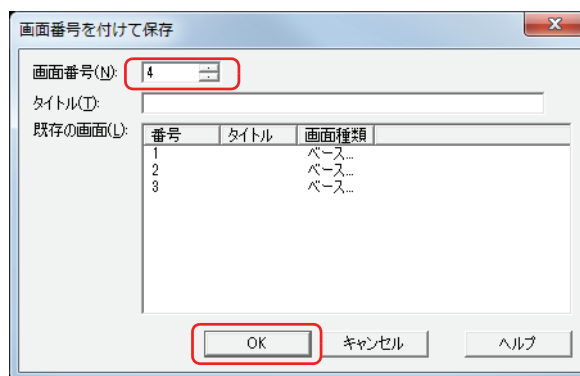 画面番号を付けて保存
画面番号(N): 4
タイトル(T):
既存の画面(L):
番号 タイトル 画面種類
1 ベース...
2 ベース...
3 ベース...
OK キャンセル ヘルプ